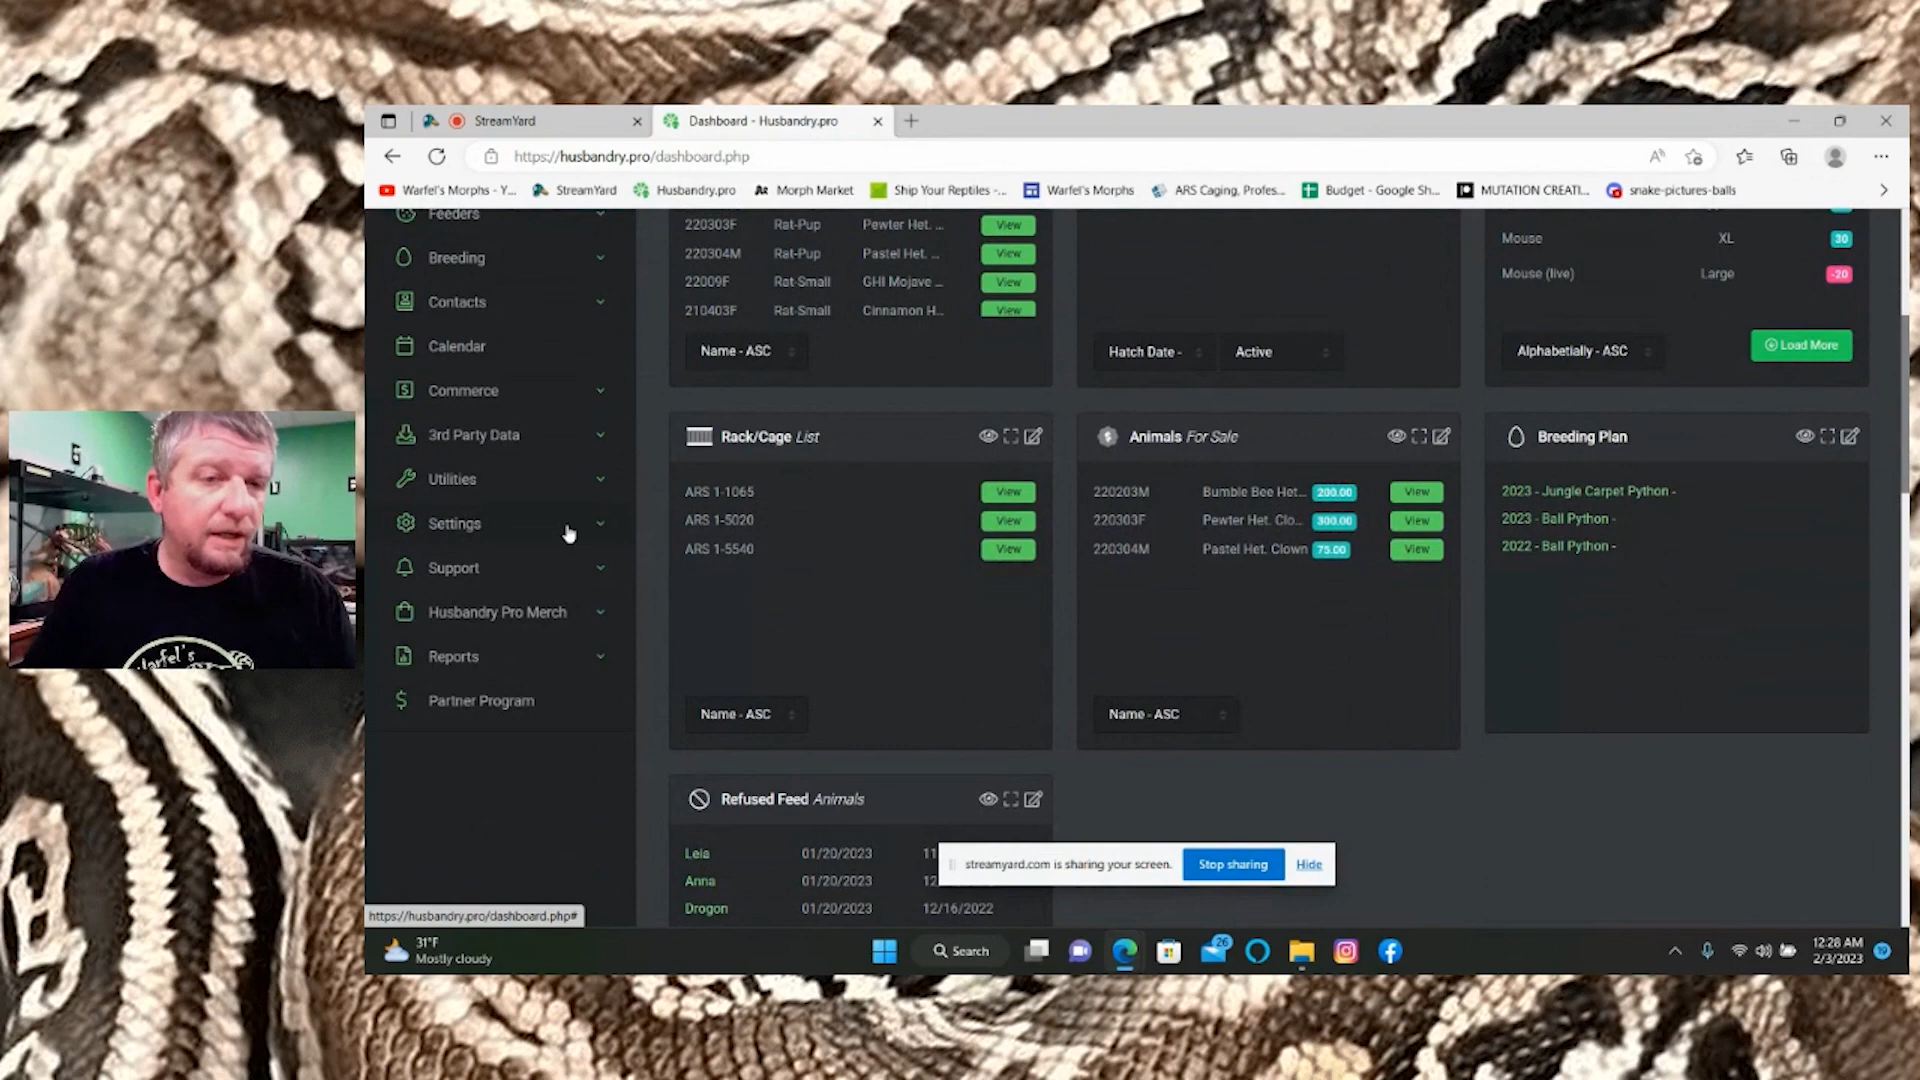 StreamYard
Dashboard - Husbandry.pro
https://husbandry.pro/dashboard.php
Warfel's Morphs - Y...
StreamYard
Husbandry.pro
Morph Market
Ship Your Reptiles -...
Warfel's Morphs
ARS Caging, Profes...
Budget - Google Sh...
MUTATION CREATI...
snake-pictures-balls
Feeders
Breeding
Contacts
Calendar
Commerce
3rd Party Data
Utilities
Settings
Support
Husbandry Pro Merch
Reports
Partner Program
220303F Rat-Pup Pewter Het. ... View
220304M Rat-Pup Pastel Het. ... View
22009F Rat-Small GHI Mojave ... View
210403F Rat-Small Cinnamon H... View
Name - ASC
Hatch Date -
Active
Mouse XL 30
Mouse (live) Large -20
Alphabetially - ASC
Load More
Rack/Cage List
ARS 1-1065 View
ARS 1-5020 View
ARS 1-5540 View
Name - ASC
Animals For Sale
220203M Bumble Bee Het... 200.00 View
220303F Pewter Het. Clo... 300.00 View
220304M Pastel Het. Clown 75.00 View
Name - ASC
Breeding Plan
2023 - Jungle Carpet Python -
2023 - Ball Python -
2022 - Ball Python -
Refused Feed Animals
Leia 01/20/2023 11
Anna 01/20/2023 12
Drogon 01/20/2023 12/16/2022
streamyard.com is sharing your screen.
Stop sharing
Hide
https://husbandry.pro/dashboard.php#
31°F
Mostly cloudy
Search
26
12:28 AM
2/3/2023
19
Warfel's